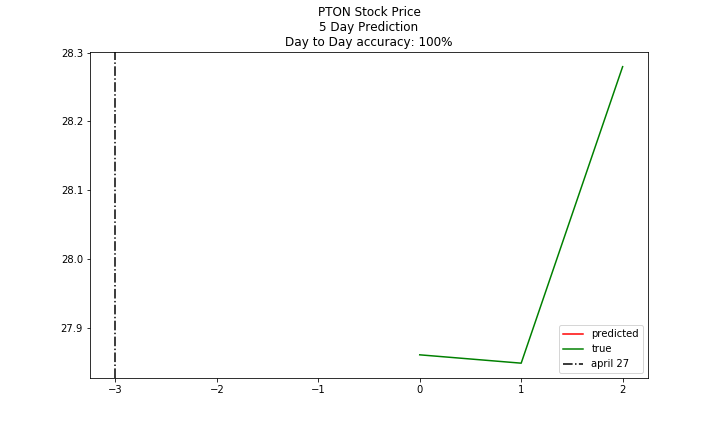 PTON Stock Price
5 Day Prediction
Day to Day accuracy: 100%
28.3
28.2
28.1
28.0
27.9
predicted
true
april 27
−3
−2
−1
0
1
2